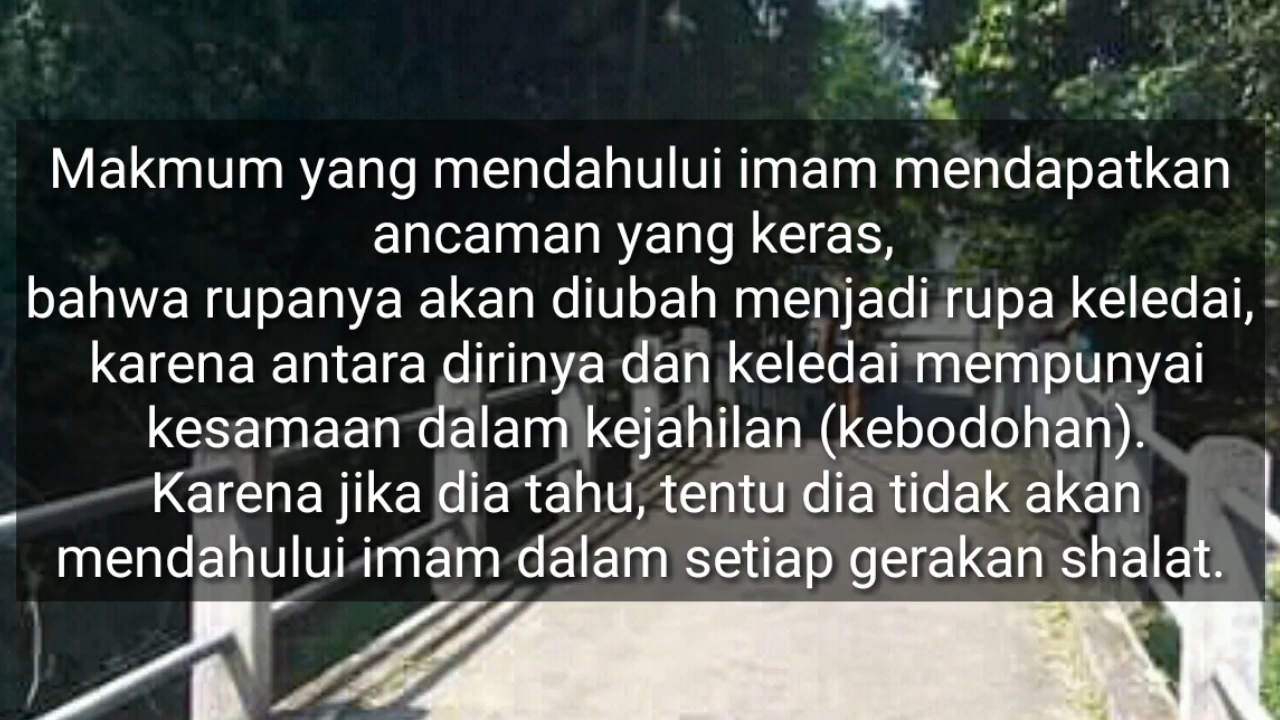 Makmum yang mendahului imam mendapatkan
ancaman yang keras,
bahwa rupanya akan diubah menjadi rupa keledai,
karena antara dirinya dan keledai mempunyai
kesamaan dalam kejahilan (kebodohan).
Karena jika dia tahu, tentu dia tidak akan
mendahului imam dalam setiap gerakan shalat.